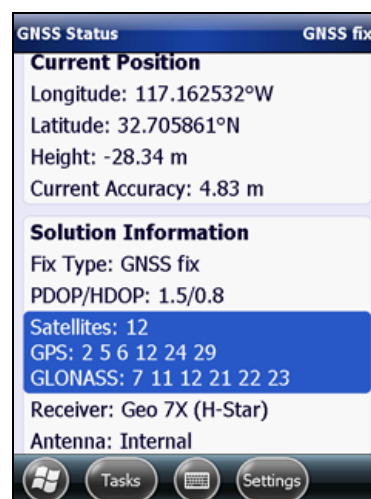 GNSS Status GNSS fix
Current Position
Longitude: 117.162532°W
Latitude: 32.705861°N
Height: -28.34 m
Current Accuracy: 4.83 m
Solution Information
Fix Type: GNSS fix
PDOP/HDOP: 1.5/0.8
Satellites: 12
GPS: 2 5 6 12 24 29
GLONASS: 7 11 12 21 22 23
Receiver: Geo 7X (H-Star)
Antenna: Internal
Tasks Settings